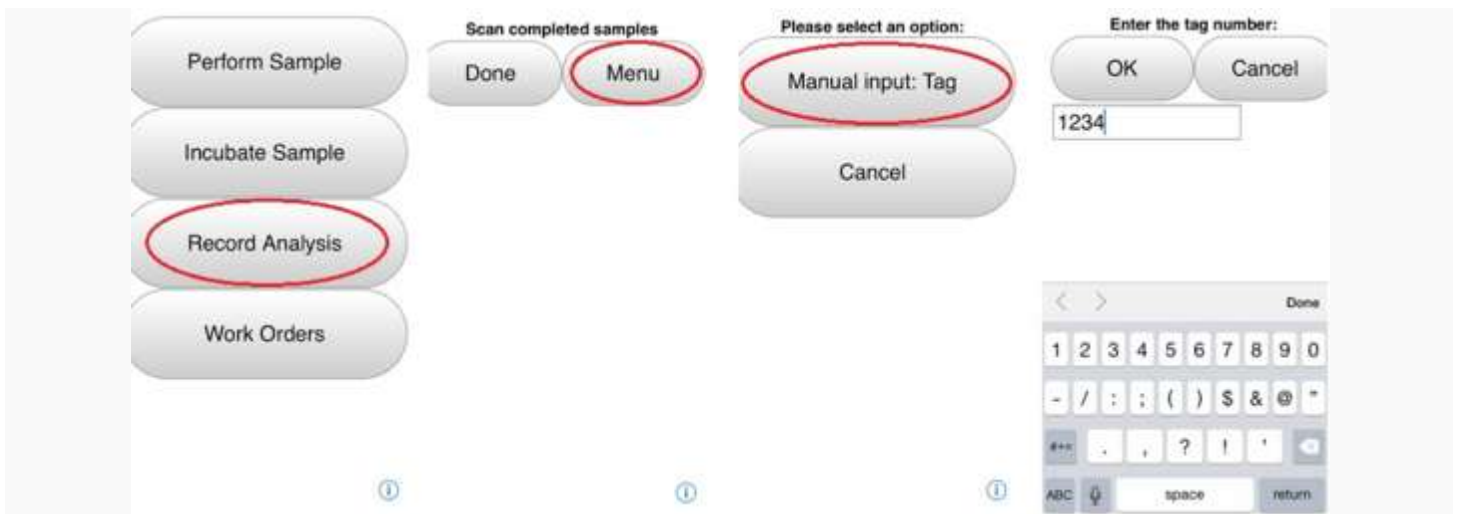 Perform Sample
Incubate Sample
Record Analysis
Work Orders
Scan completed samples
Done Menu
Please select an option:
Manual input: Tag
Cancel
Enter the tag number:
OK Cancel
1234
< > Done
1 2 3 4 5 6 7 8 9 0
- / : ; ( ) $ & @ "
#+= . , ? ! '
ABC space return